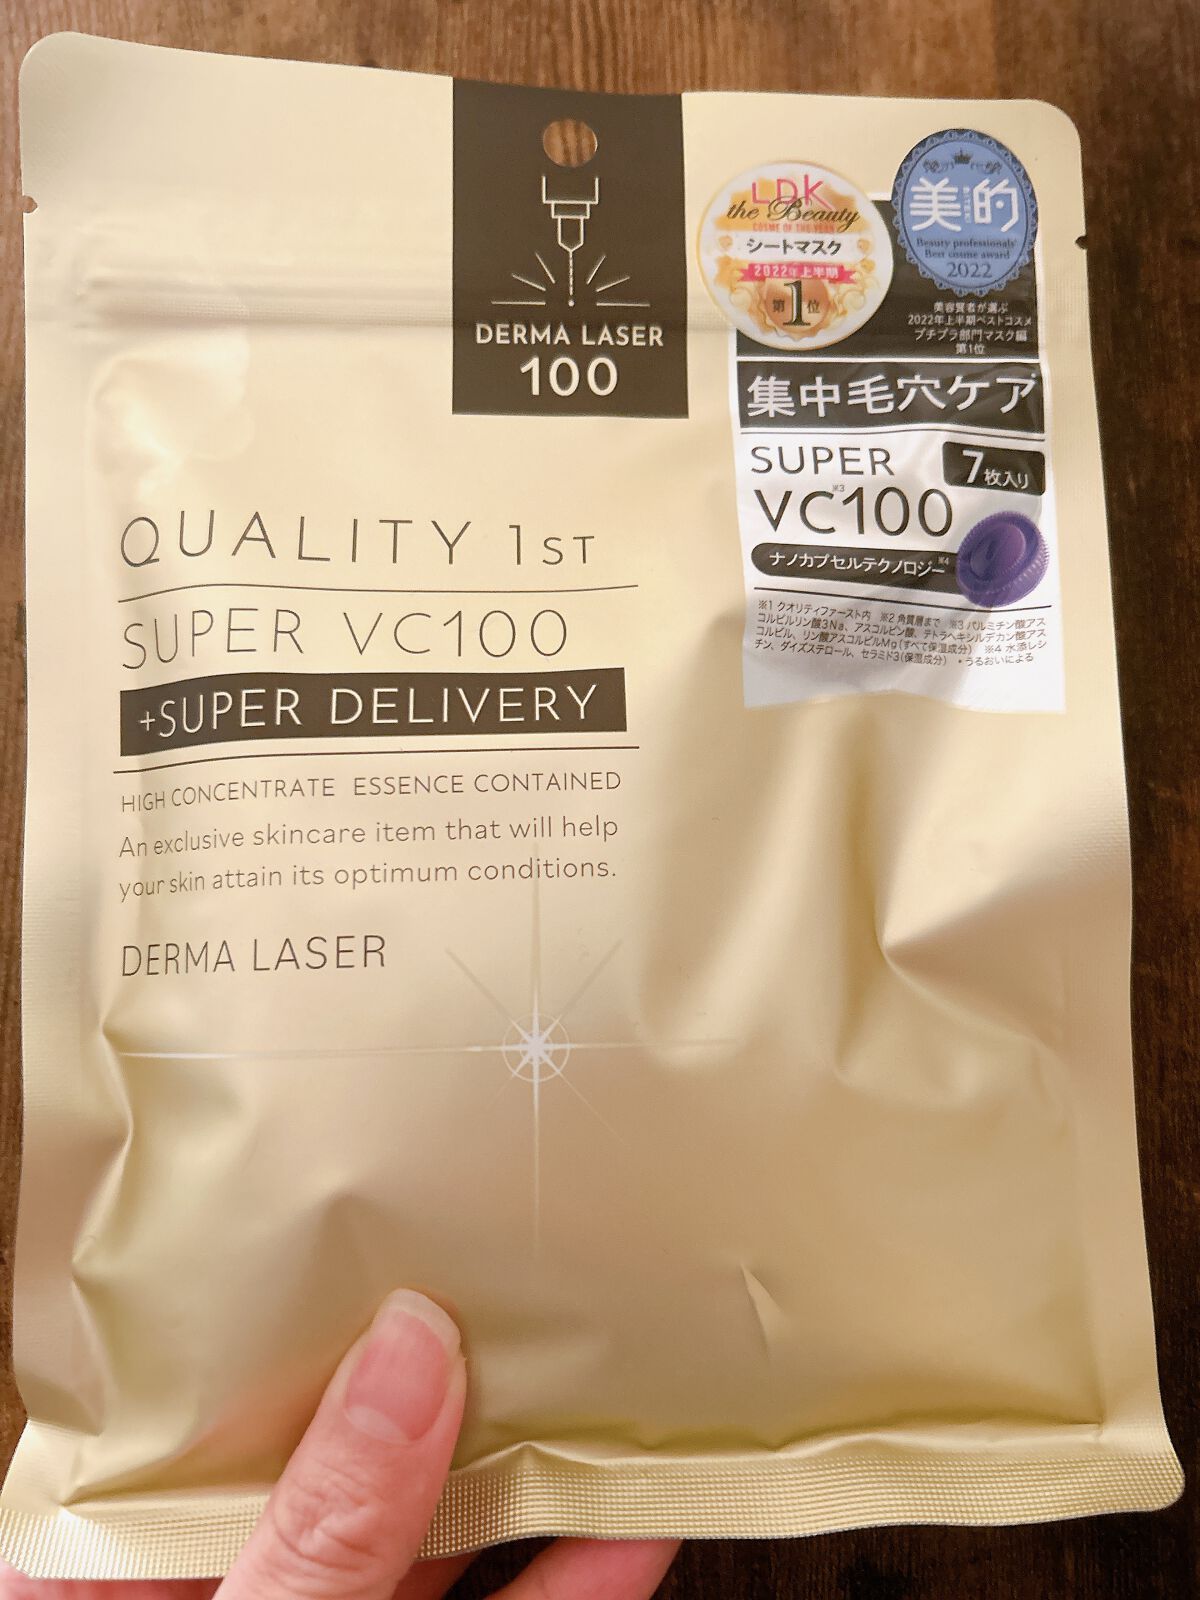 DERMA LASER
100
LDK
the Beauty
COSME OF THE YEAR
シートマスク
2022年上半期
第1位
美的
Beauty professionals'
Best cosme award
2022
美容賢者が選ぶ
2022年上半期ベストコスメ
プチプラ部門マスク編
第1位
集中毛穴ケア
SUPER
7枚入り
VC※3100
ナノカプセルテクノロジー※4
※1 クオリティファースト内 ※2 角質層まで ※3 パルミチン酸アス
コルビルリン酸3Na、アスコルビン酸、テトラヘキシルデカン酸アス
コルビル、リン酸アスコルビルMg(すべて保湿成分) ※4 水添レシ
チン、ダイズステロール、セラミド3(保湿成分) •うるおいによる
QUALITY 1ST
SUPER VC100
+SUPER DELIVERY
HIGH CONCENTRATE ESSENCE CONTAINED
An exclusive skincare item that will help
your skin attain its optimum conditions.
DERMA LASER